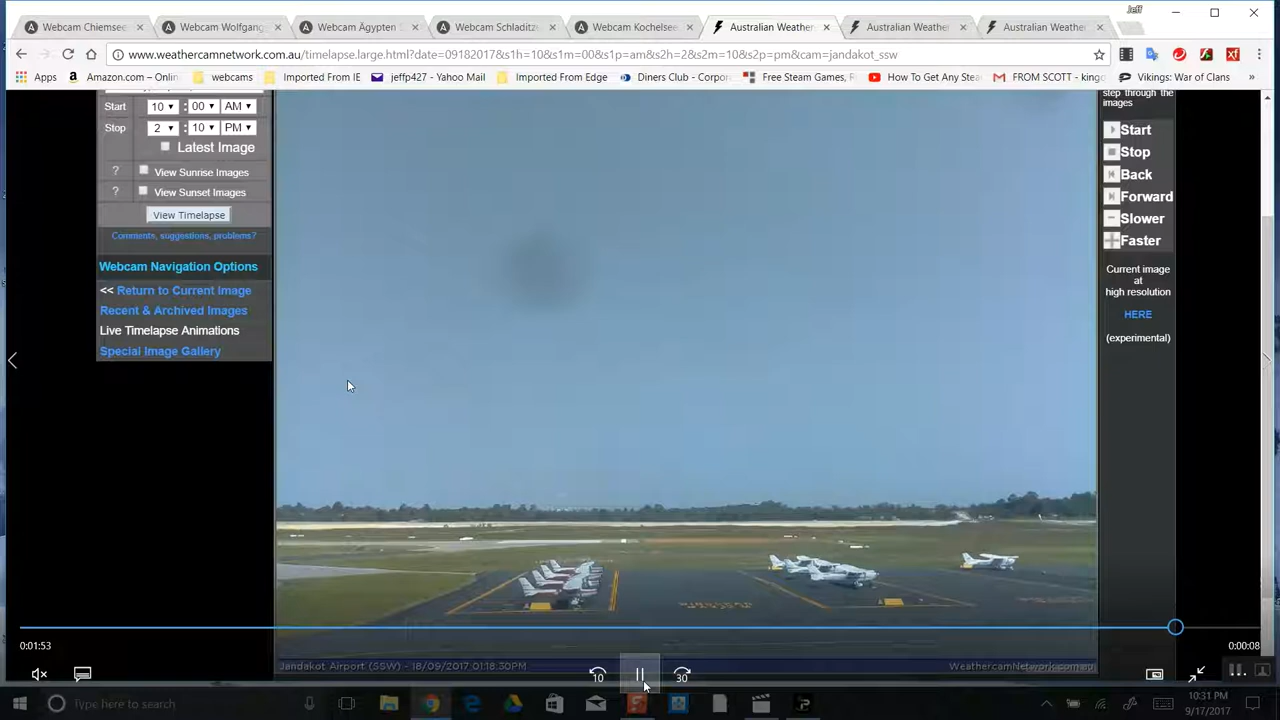 Jeff
Webcam Chiemsee
Webcam Wolfgang
Webcam Ägypten S
Webcam Schladitze
Webcam Kochelsee
Australian Weather
Australian Weather
Australian Weather
www.weathercamnetwork.com.au/timelapse.large.html?date=09182017&s1h=10&s1m=00&s1p=am&s2h=2&s2m=10&s2p=pm&cam=jandakot_ssw
Apps
Amazon.com – Onlin
webcams
Imported From IE
jeffp427 - Yahoo Mail
Imported From Edge
Diners Club - Corp
Free Steam Games,
How To Get Any Stea
FROM SCOTT - kingo
Vikings: War of Clans
Start 10 : 00 AM
Stop 2 : 10 PM
Latest Image
? View Sunrise Images
? View Sunset Images
View Timelapse
Comments, suggestions, problems?
Webcam Navigation Options
<< Return to Current Image
Recent & Archived Images
Live Timelapse Animations
Special Image Gallery
step through the
images
Start
Stop
Back
Forward
Slower
Faster
Current image
at
high resolution
HERE
(experimental)
0:01:53
0:00:08
Jandakot Airport (SSW) - 18/09/2017 01:18:30PM
WeathercamNetwork.com.au
10
30
Type here to search
10:31 PM
9/17/2017